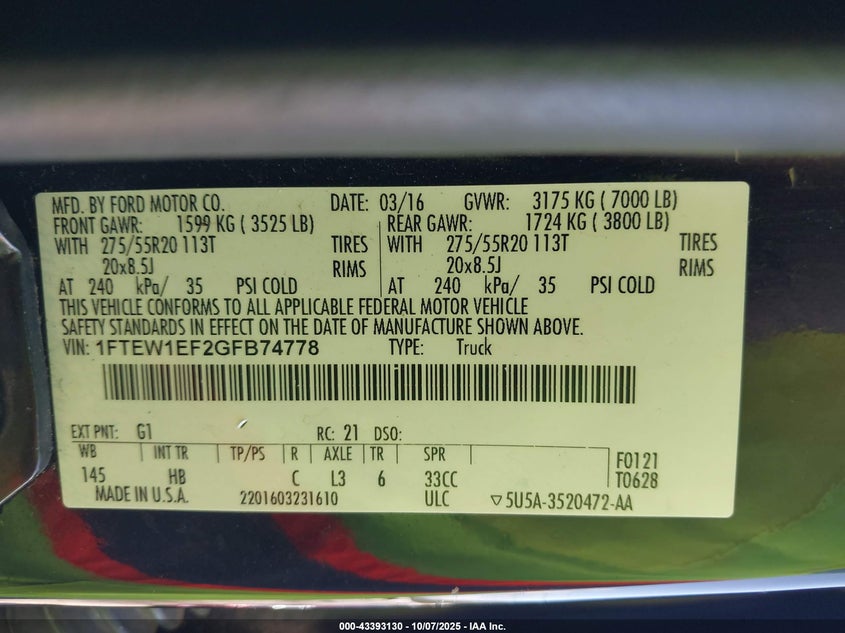 MFD. BY FORD MOTOR CO. DATE: 03/16 GVWR: 3175 KG ( 7000 LB)
FRONT GAWR: 1599 KG ( 3525 LB) REAR GAWR: 1724 KG ( 3800 LB)
WITH 275/55R20 113T TIRES WITH 275/55R20 113T TIRES
20x8.5J RIMS 20x8.5J RIMS
AT 240 kPa/ 35 PSI COLD AT 240 kPa/ 35 PSI COLD
THIS VEHICLE CONFORMS TO ALL APPLICABLE FEDERAL MOTOR VEHICLE
SAFETY STANDARDS IN EFFECT ON THE DATE OF MANUFACTURE SHOWN ABOVE.
VIN: 1FTEW1EF2GFB74778 TYPE: Truck
EXT PNT: G1 RC: 21 DSO:
WB INT TR TP/PS R AXLE TR SPR F0121
145 HB C L3 6 33CC T0628
MADE IN U.S.A. 2201603231610 ULC ▽5U5A-3520472-AA
000-43393130 - 10/07/2025 - IAA Inc.